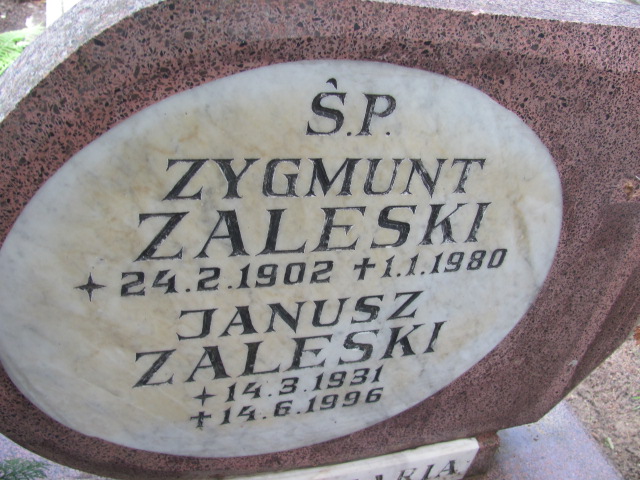 Ś.P.
ZYGMUNT
ZALESKI
✦ 24.2.1902 ✝ 1.1.1980
JANUSZ
ZALESKI
✦ 14.3.1931
✝ 14.6.1996